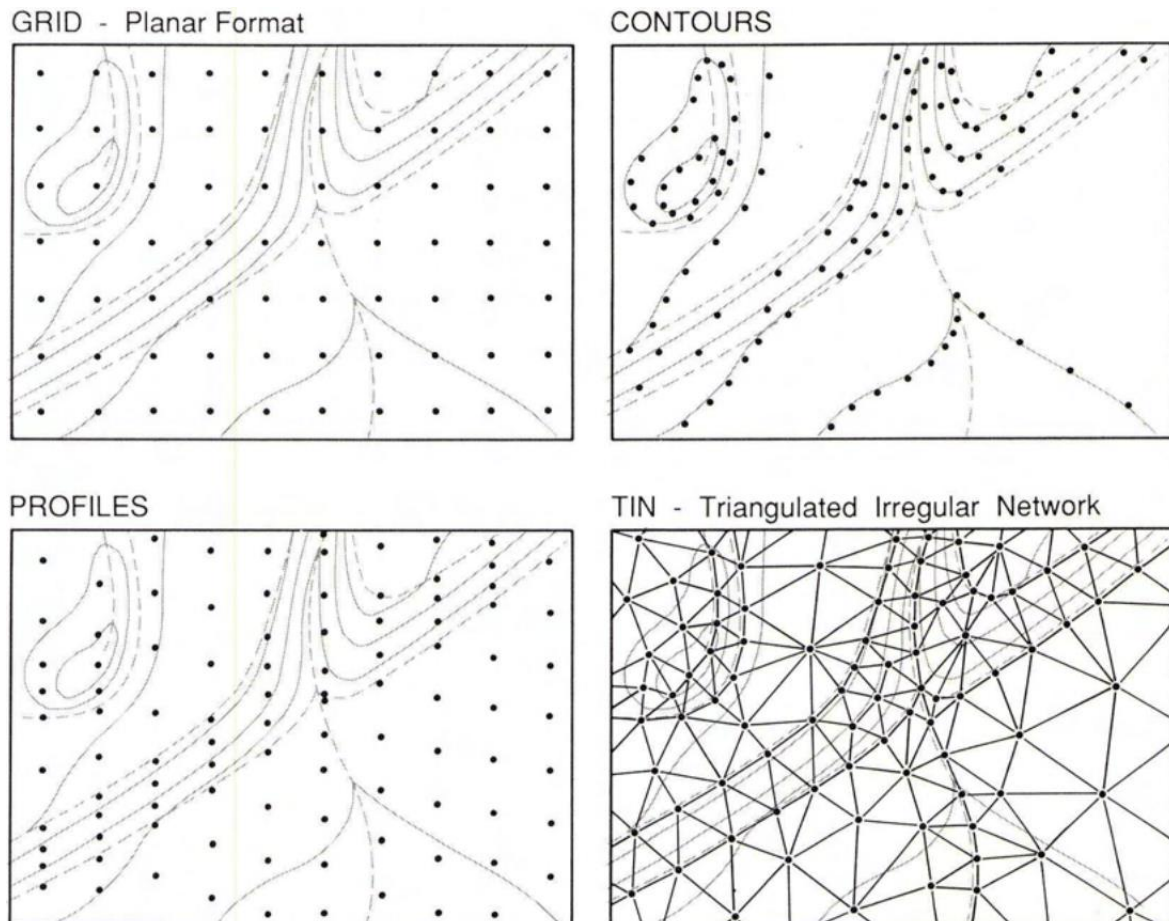 GRID - Planar Format
CONTOURS
PROFILES
TIN - Triangulated Irregular Network